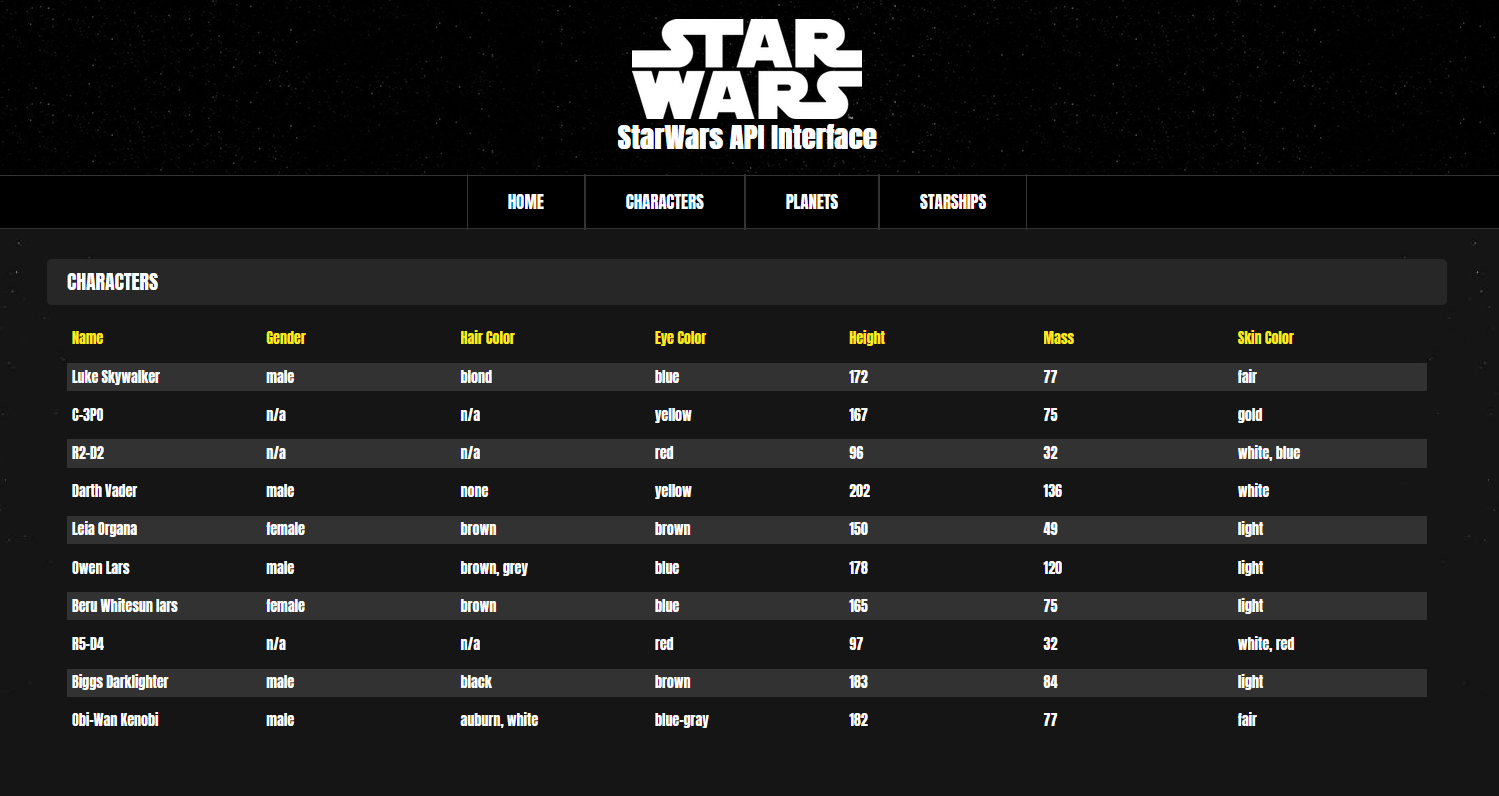 STAR
WARS
StarWars API Interface
HOME CHARACTERS PLANETS STARSHIPS
CHARACTERS
Name Gender Hair Color Eye Color Height Mass Skin Color
Luke Skywalker male blond blue 172 77 fair
C-3PO n/a n/a yellow 167 75 gold
R2-D2 n/a n/a red 96 32 white, blue
Darth Vader male none yellow 202 136 white
Leia Organa female brown brown 150 49 light
Owen Lars male brown, grey blue 178 120 light
Beru Whitesun lars female brown blue 165 75 light
R5-D4 n/a n/a red 97 32 white, red
Biggs Darklighter male black brown 183 84 light
Obi-Wan Kenobi male auburn, white blue-gray 182 77 fair